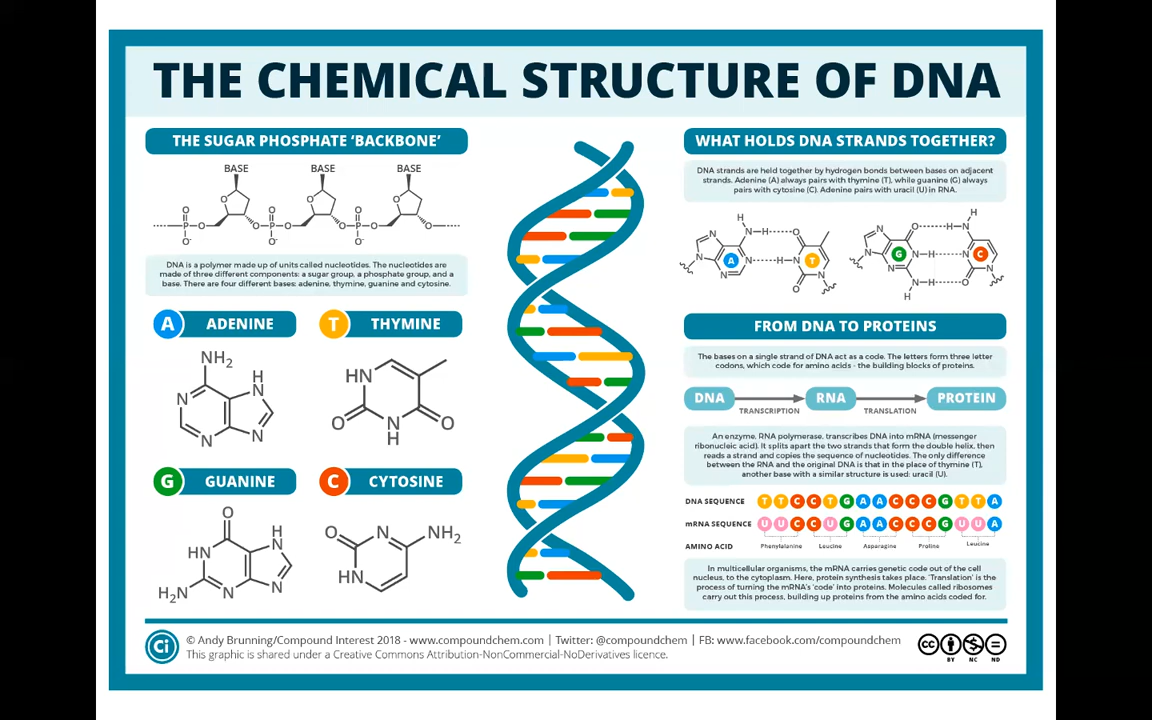 THE CHEMICAL STRUCTURE OF DNA
THE SUGAR PHOSPHATE ‘BACKBONE’
BASE BASE BASE
O O O
P O O P O O P O O
O- O- O-
DNA is a polymer made up of units called nucleotides. The nucleotides are
made of three different components: a sugar group, a phosphate group, and a
base. There are four different bases: adenine, thymine, guanine and cytosine.
A ADENINE
NH2
N
H
N
N
N
T THYMINE
HN
O
N
H
O
G GUANINE
O
H
N
HN
H2N
N
N
C CYTOSINE
O
N
NH2
HN
WHAT HOLDS DNA STRANDS TOGETHER?
DNA strands are held together by hydrogen bonds between bases on adjacent
strands. Adenine (A) always pairs with thymine (T), while guanine (G) always
pairs with cytosine (C). Adenine pairs with uracil (U) in RNA.
H
N N H O
N A N H N T
N O N
H
O H N
N G N H N C
N N N H O N
H
FROM DNA TO PROTEINS
The bases on a single strand of DNA act as a code. The letters form three letter
codons, which code for amino acids - the building blocks of proteins.
DNA RNA PROTEIN
TRANSCRIPTION TRANSLATION
An enzyme, RNA polymerase, transcribes DNA into mRNA (messenger
ribonucleic acid). It splits apart the two strands that form the double helix, then
reads a strand and copies the sequence of nucleotides. The only difference
between the RNA and the original DNA is that in the place of thymine (T),
another base with a similar structure is used: uracil (U).
DNA SEQUENCE T T C C T G A A C C C G T T A
mRNA SEQUENCE U U C C U G A A C C C G U U A
AMINO ACID Phenylalanine Leucine Asparagine Proline Leucine
In multicellular organisms, the mRNA carries genetic code out of the cell
nucleus, to the cytoplasm. Here, protein synthesis takes place. ‘Translation’ is the
process of turning the mRNA’s ‘code’ into proteins. Molecules called ribosomes
carry out this process, building up proteins from the amino acids coded for.
Ci
© Andy Brunning/Compound Interest 2018 - www.compoundchem.com | Twitter: @compoundchem | FB: www.facebook.com/compoundchem
This graphic is shared under a Creative Commons Attribution-NonCommercial-NoDerivatives licence.
cc
BY NC ND